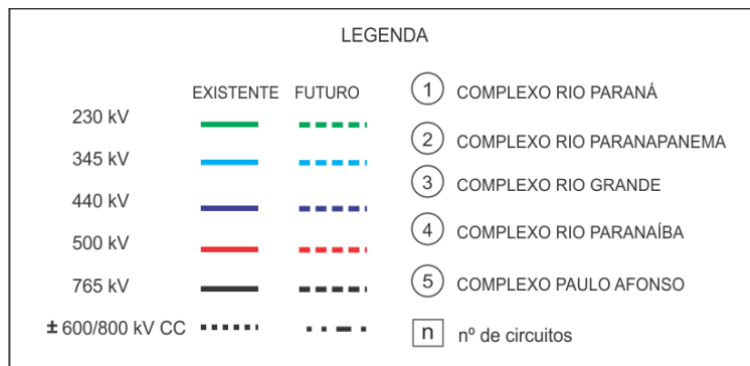 LEGENDA
EXISTENTE FUTURO
230 kV
345 kV
440 kV
500 kV
765 kV
± 600/800 kV CC
1 COMPLEXO RIO PARANÁ
2 COMPLEXO RIO PARANAPANEMA
3 COMPLEXO RIO GRANDE
4 COMPLEXO RIO PARANAÍBA
5 COMPLEXO PAULO AFONSO
n nº de circuitos